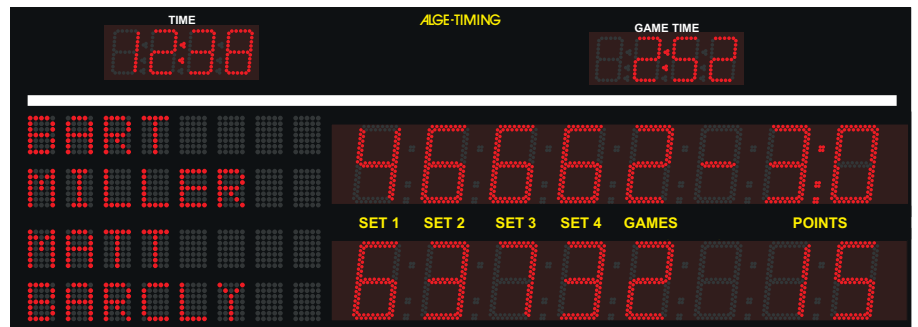 TIME ALGE-TIMING GAME TIME
12:38 2:52
BART
MILLER
4 6 6 6 2 - 3:0
SET 1 SET 2 SET 3 SET 4 GAMES POINTS
MATT
BARCLY
6 3 7 3 2 15